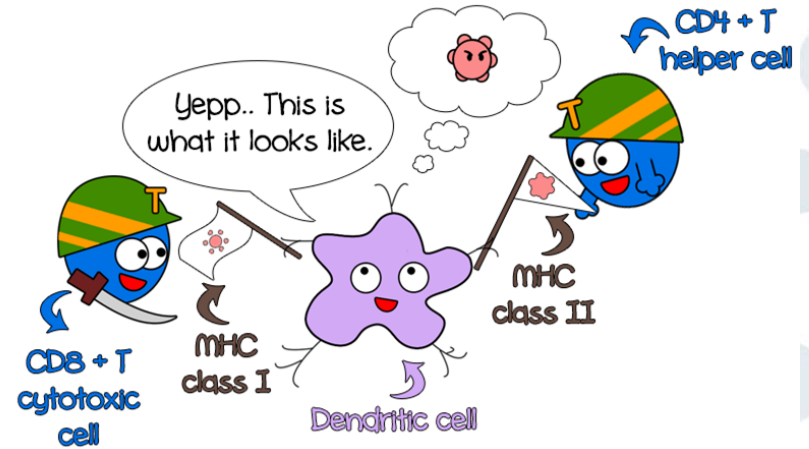 CD4 + T
helper cell
Yepp.. This is
what it looks like.
T
T
MHC
class II
MHC
class I
CD8 + T
cytotoxic
cell
Dendritic cell